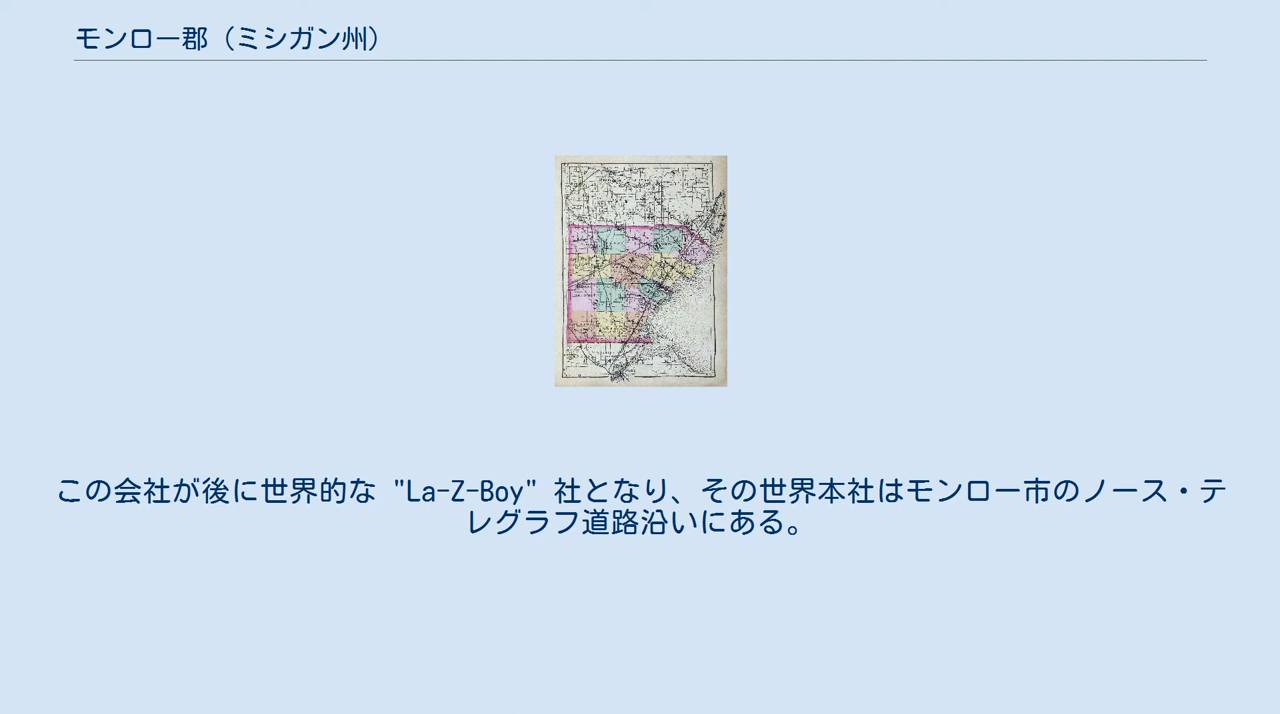 モンロー郡（ミシガン州）
この会社が後に世界的な "La-Z-Boy" 社となり、その世界本社はモンロー市のノース・テ
レグラフ道路沿いにある。